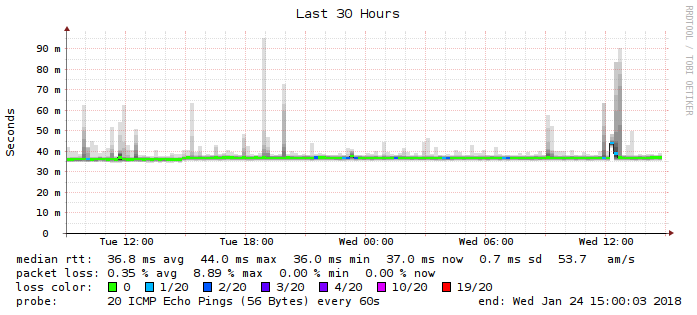 Last 30 Hours
RRDTOOL / TOBI OETIKER
Seconds
90 m
80 m
70 m
60 m
50 m
40 m
30 m
20 m
10 m
0
Tue 12:00 Tue 18:00 Wed 00:00 Wed 06:00 Wed 12:00
median rtt: 36.8 ms avg 44.0 ms max 36.0 ms min 37.0 ms now 0.7 ms sd 53.7 am/s
packet loss: 0.35 % avg 8.89 % max 0.00 % min 0.00 % now
loss color: 0 1/20 2/20 3/20 4/20 10/20 19/20
probe: 20 ICMP Echo Pings (56 Bytes) every 60s end: Wed Jan 24 15:00:03 2018